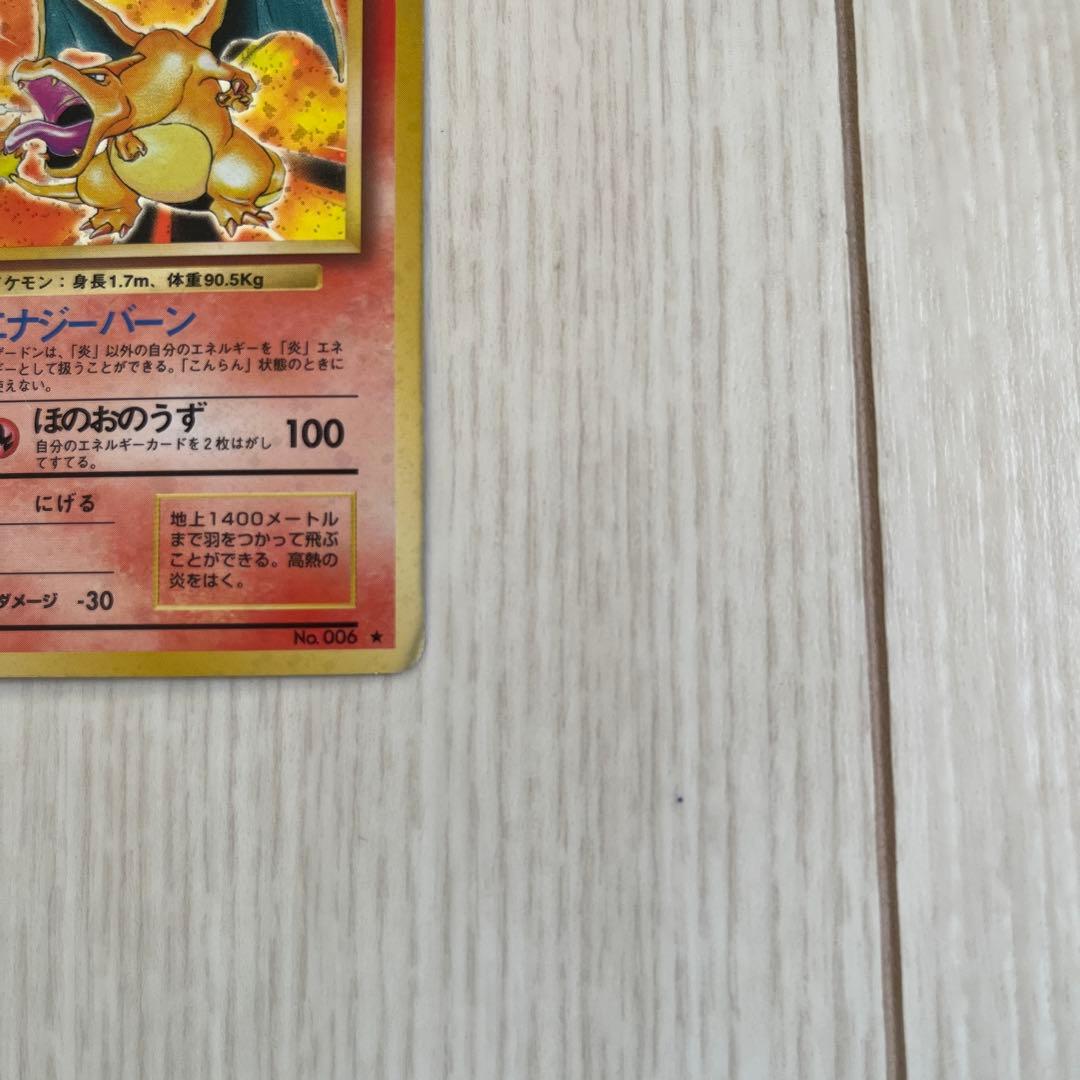 ケモン：身長1.7m、体重90.5Kg
エナジーバーン
ードンは、「炎」以外の自分のエネルギーを「炎」エネ
ギーとして扱うことができる。「こんらん」状態のときに
使えない。
ほのおのうず 100
自分のエネルギーカードを2枚はがし
てすてる。
にげる
地上1400メートル
まで羽をつかって飛ぶ
ことができる。高熱の
炎をはく。
ダメージ -30
No. 006 ★